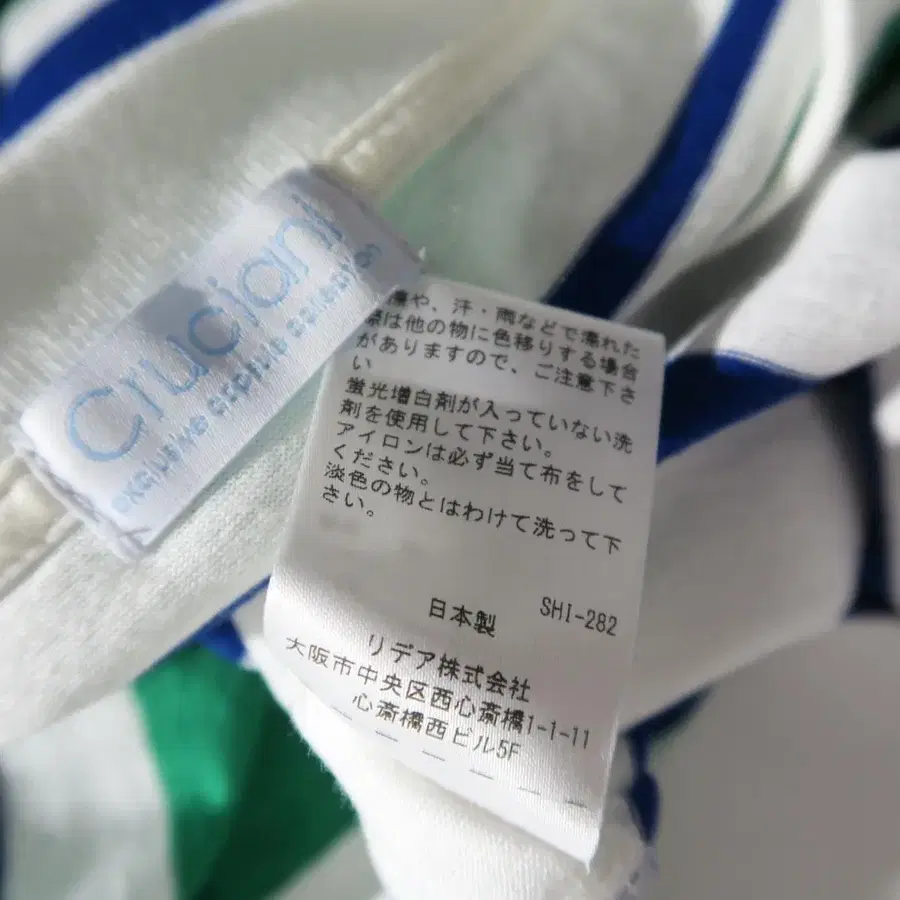 Cruciani
exclusive
や、汗・雨などで濡れた
際は他の物に色移りする場合
がありますので、ご注意下さ
い
蛍光増白剤が入っていない洗
剤を使用して下さい。
アイロンは必ず当て布をして
ください。
淡色の物とはわけて洗って下
さい。
日本製 SHI-282
リデア株式会社
大阪市中央区西心斎橋1-1-11
心斎橋西ビル5F